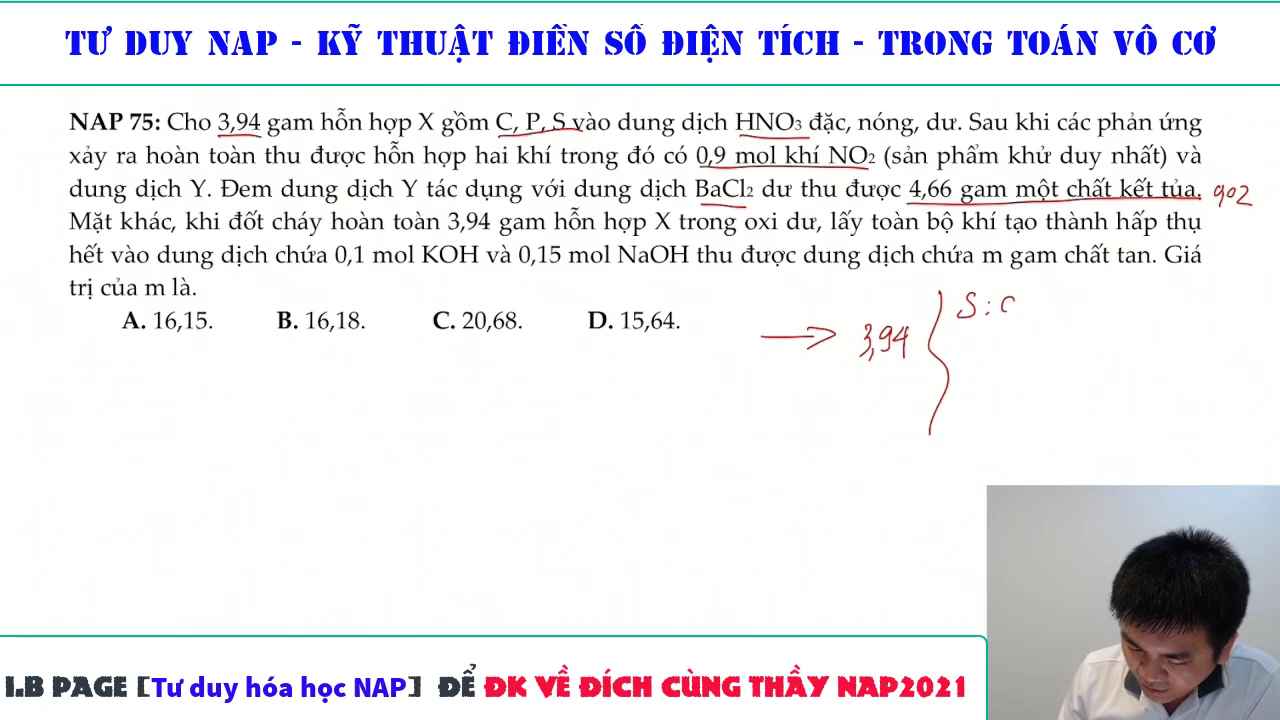 TƯ DUY NAP - KỸ THUẬT ĐIỀN SỐ ĐIỆN TÍCH - TRONG TOÁN VÔ CƠ
NAP 75: Cho 3,94 gam hỗn hợp X gồm C, P, S vào dung dịch HNO₃ đặc, nóng, dư. Sau khi các phản ứng
xảy ra hoàn toàn thu được hỗn hợp hai khí trong đó có 0,9 mol khí NO₂ (sản phẩm khử duy nhất) và
dung dịch Y. Đem dung dịch Y tác dụng với dung dịch BaCl₂ dư thu được 4,66 gam một chất kết tủa. 0,02
Mặt khác, khi đốt cháy hoàn toàn 3,94 gam hỗn hợp X trong oxi dư, lấy toàn bộ khí tạo thành hấp thụ
hết vào dung dịch chứa 0,1 mol KOH và 0,15 mol NaOH thu được dung dịch chứa m gam chất tan. Giá
trị của m là.
A. 16,15. B. 16,18. C. 20,68. D. 15,64.
3,94 S : 0
I.B PAGE [Tư duy hóa học NAP] ĐỂ ĐK VỀ ĐÍCH CÙNG THẦY NAP2021